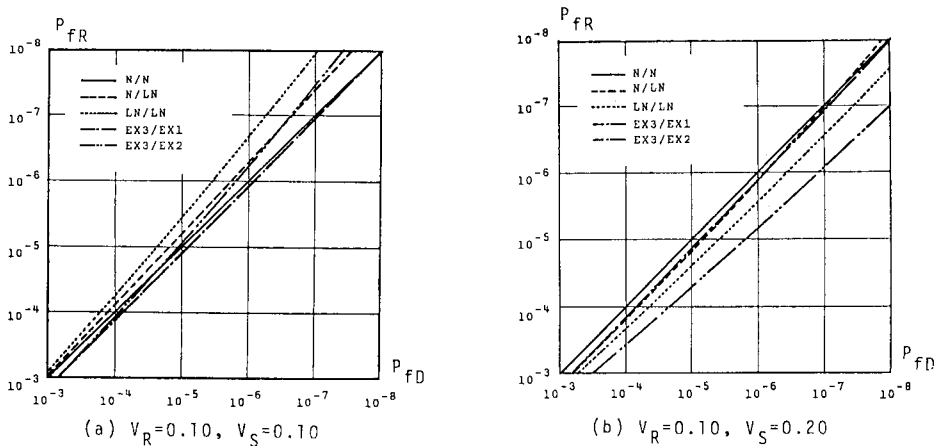 P_fR
10^-8
10^-7
10^-6
10^-5
10^-4
10^-3
N/N
N/LN
LN/LN
EX3/EX1
EX3/EX2
P_fD
10^-3 10^-4 10^-5 10^-6 10^-7 10^-8
(a) V_R=0.10, V_S=0.10
P_fR
10^-8
10^-7
10^-6
10^-5
10^-4
10^-3
N/N
N/LN
LN/LN
EX3/EX1
EX3/EX2
P_fD
10^-3 10^-4 10^-5 10^-6 10^-7 10^-8
(b) V_R=0.10, V_S=0.20